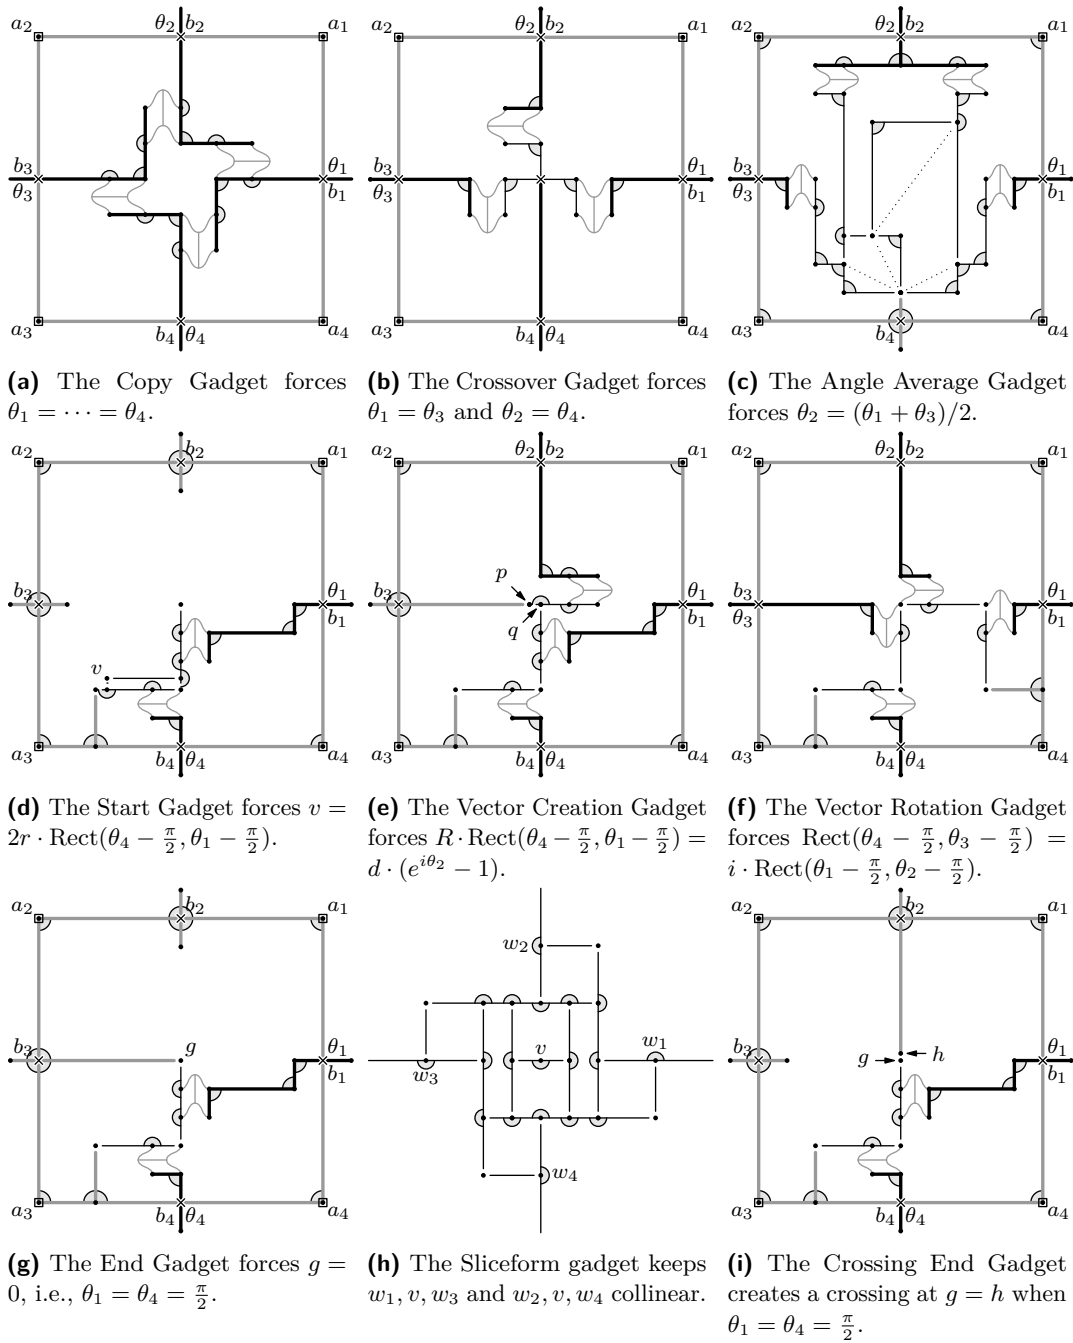 a₂ θ₂ b₂ a₁
b₃ θ₁
θ₃ b₁
a₃ b₄ θ₄ a₄
(a) The Copy Gadget forces
θ₁ = ⋯ = θ₄.
a₂ θ₂ b₂ a₁
b₃ θ₁
θ₃ b₁
a₃ b₄ θ₄ a₄
(b) The Crossover Gadget forces
θ₁ = θ₃ and θ₂ = θ₄.
a₂ θ₂ b₂ a₁
b₃ θ₁
θ₃ b₁
a₃ b₄ a₄
(c) The Angle Average Gadget
forces θ₂ = (θ₁ + θ₃)/2.
a₂ b₂ a₁
b₃ θ₁
b₁
v
a₃ b₄ θ₄ a₄
(d) The Start Gadget forces v =
2r · Rect(θ₄ − π/2, θ₁ − π/2).
a₂ θ₂ b₂ a₁
p
b₃ θ₁
q b₁
a₃ b₄ θ₄ a₄
(e) The Vector Creation Gadget
forces R · Rect(θ₄ − π/2, θ₁ − π/2) =
d · (e^{iθ₂} − 1).
a₂ θ₂ b₂ a₁
b₃ θ₁
θ₃ b₁
a₃ b₄ θ₄ a₄
(f) The Vector Rotation Gadget
forces Rect(θ₄ − π/2, θ₃ − π/2) =
i · Rect(θ₁ − π/2, θ₂ − π/2).
a₂ b₂ a₁
b₃ g θ₁
b₁
a₃ b₄ θ₄ a₄
(g) The End Gadget forces g =
0, i.e., θ₁ = θ₄ = π/2.
w₂
v w₁
w₃
w₄
(h) The Sliceform gadget keeps
w₁, v, w₃ and w₂, v, w₄ collinear.
a₂ b₂ a₁
b₃ g h θ₁
b₁
a₃ b₄ θ₄ a₄
(i) The Crossing End Gadget
creates a crossing at g = h when
θ₁ = θ₄ = π/2.